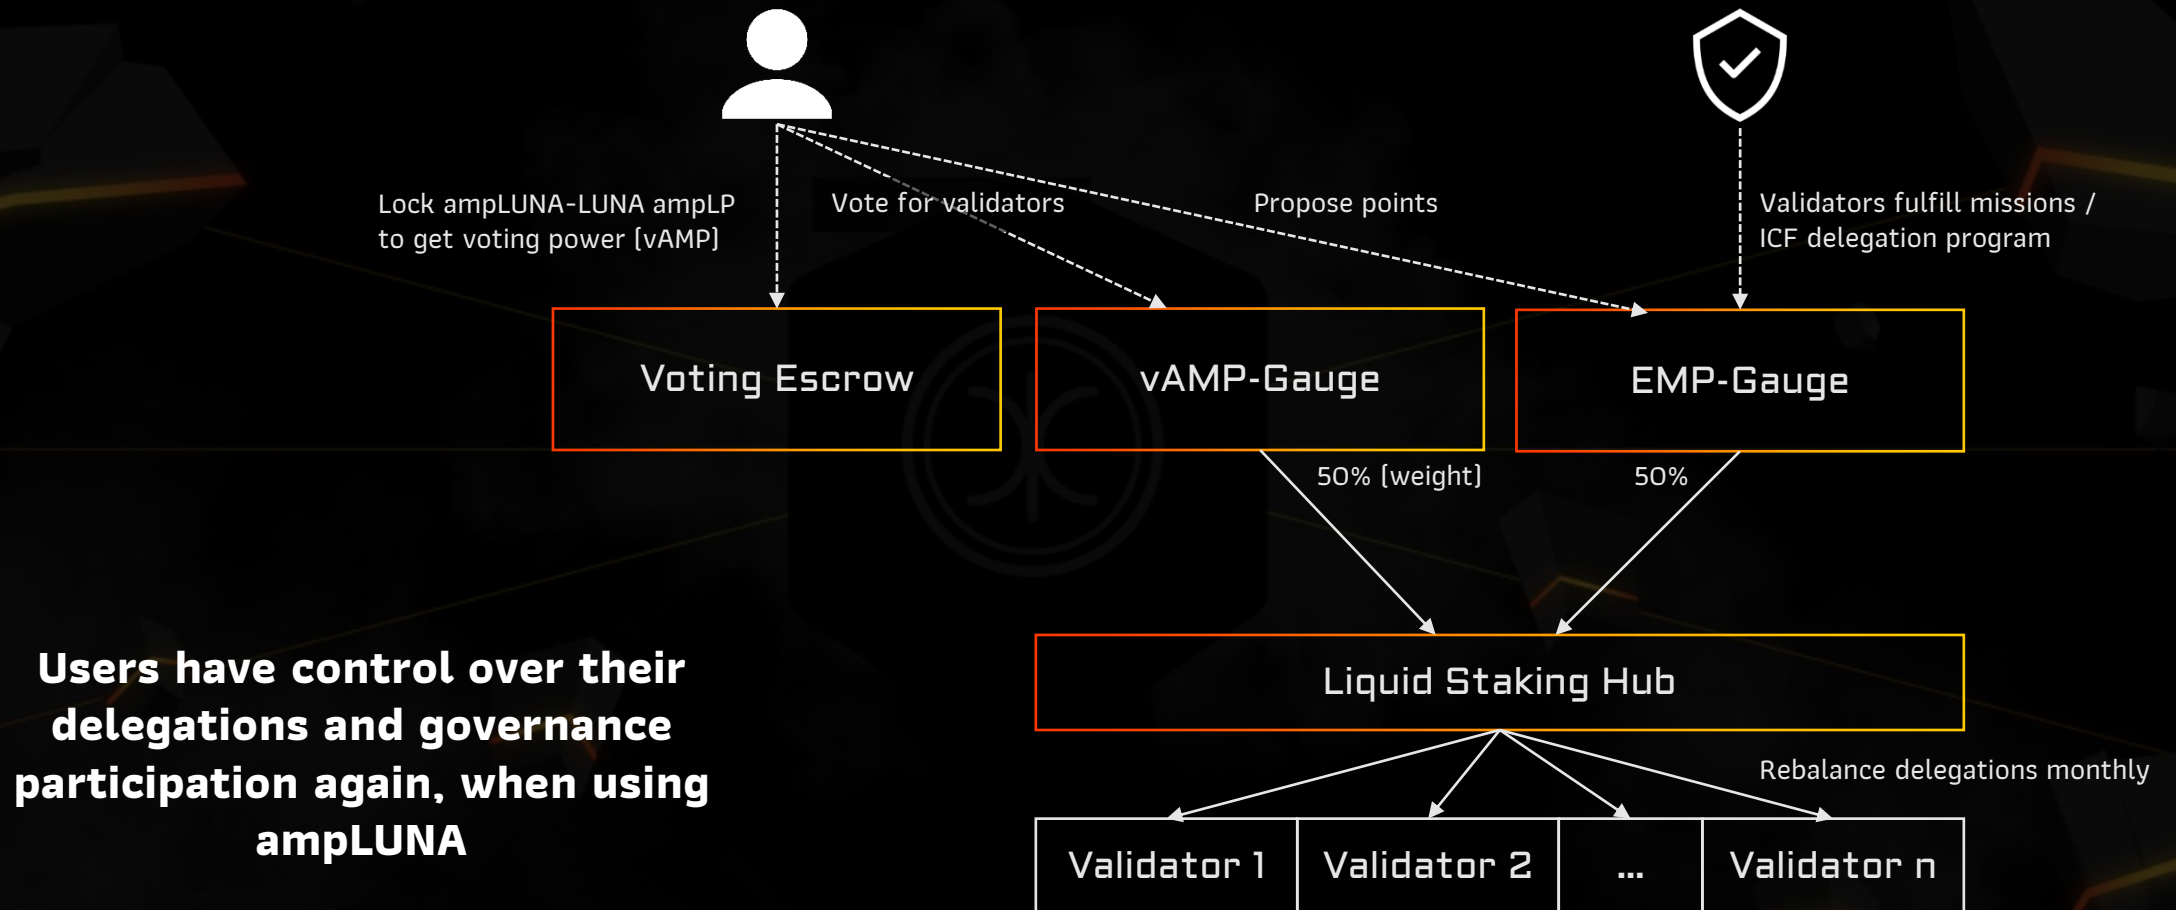 Lock ampLUNA-LUNA ampLP
to get voting power [vAMP]
Vote for validators
Propose points
Validators fulfill missions /
ICF delegation program
Voting Escrow
vAMP-Gauge
EMP-Gauge
50% [weight]
50%
Liquid Staking Hub
Users have control over their
delegations and governance
participation again, when using
ampLUNA
Rebalance delegations monthly
Validator 1
Validator 2
...
Validator n